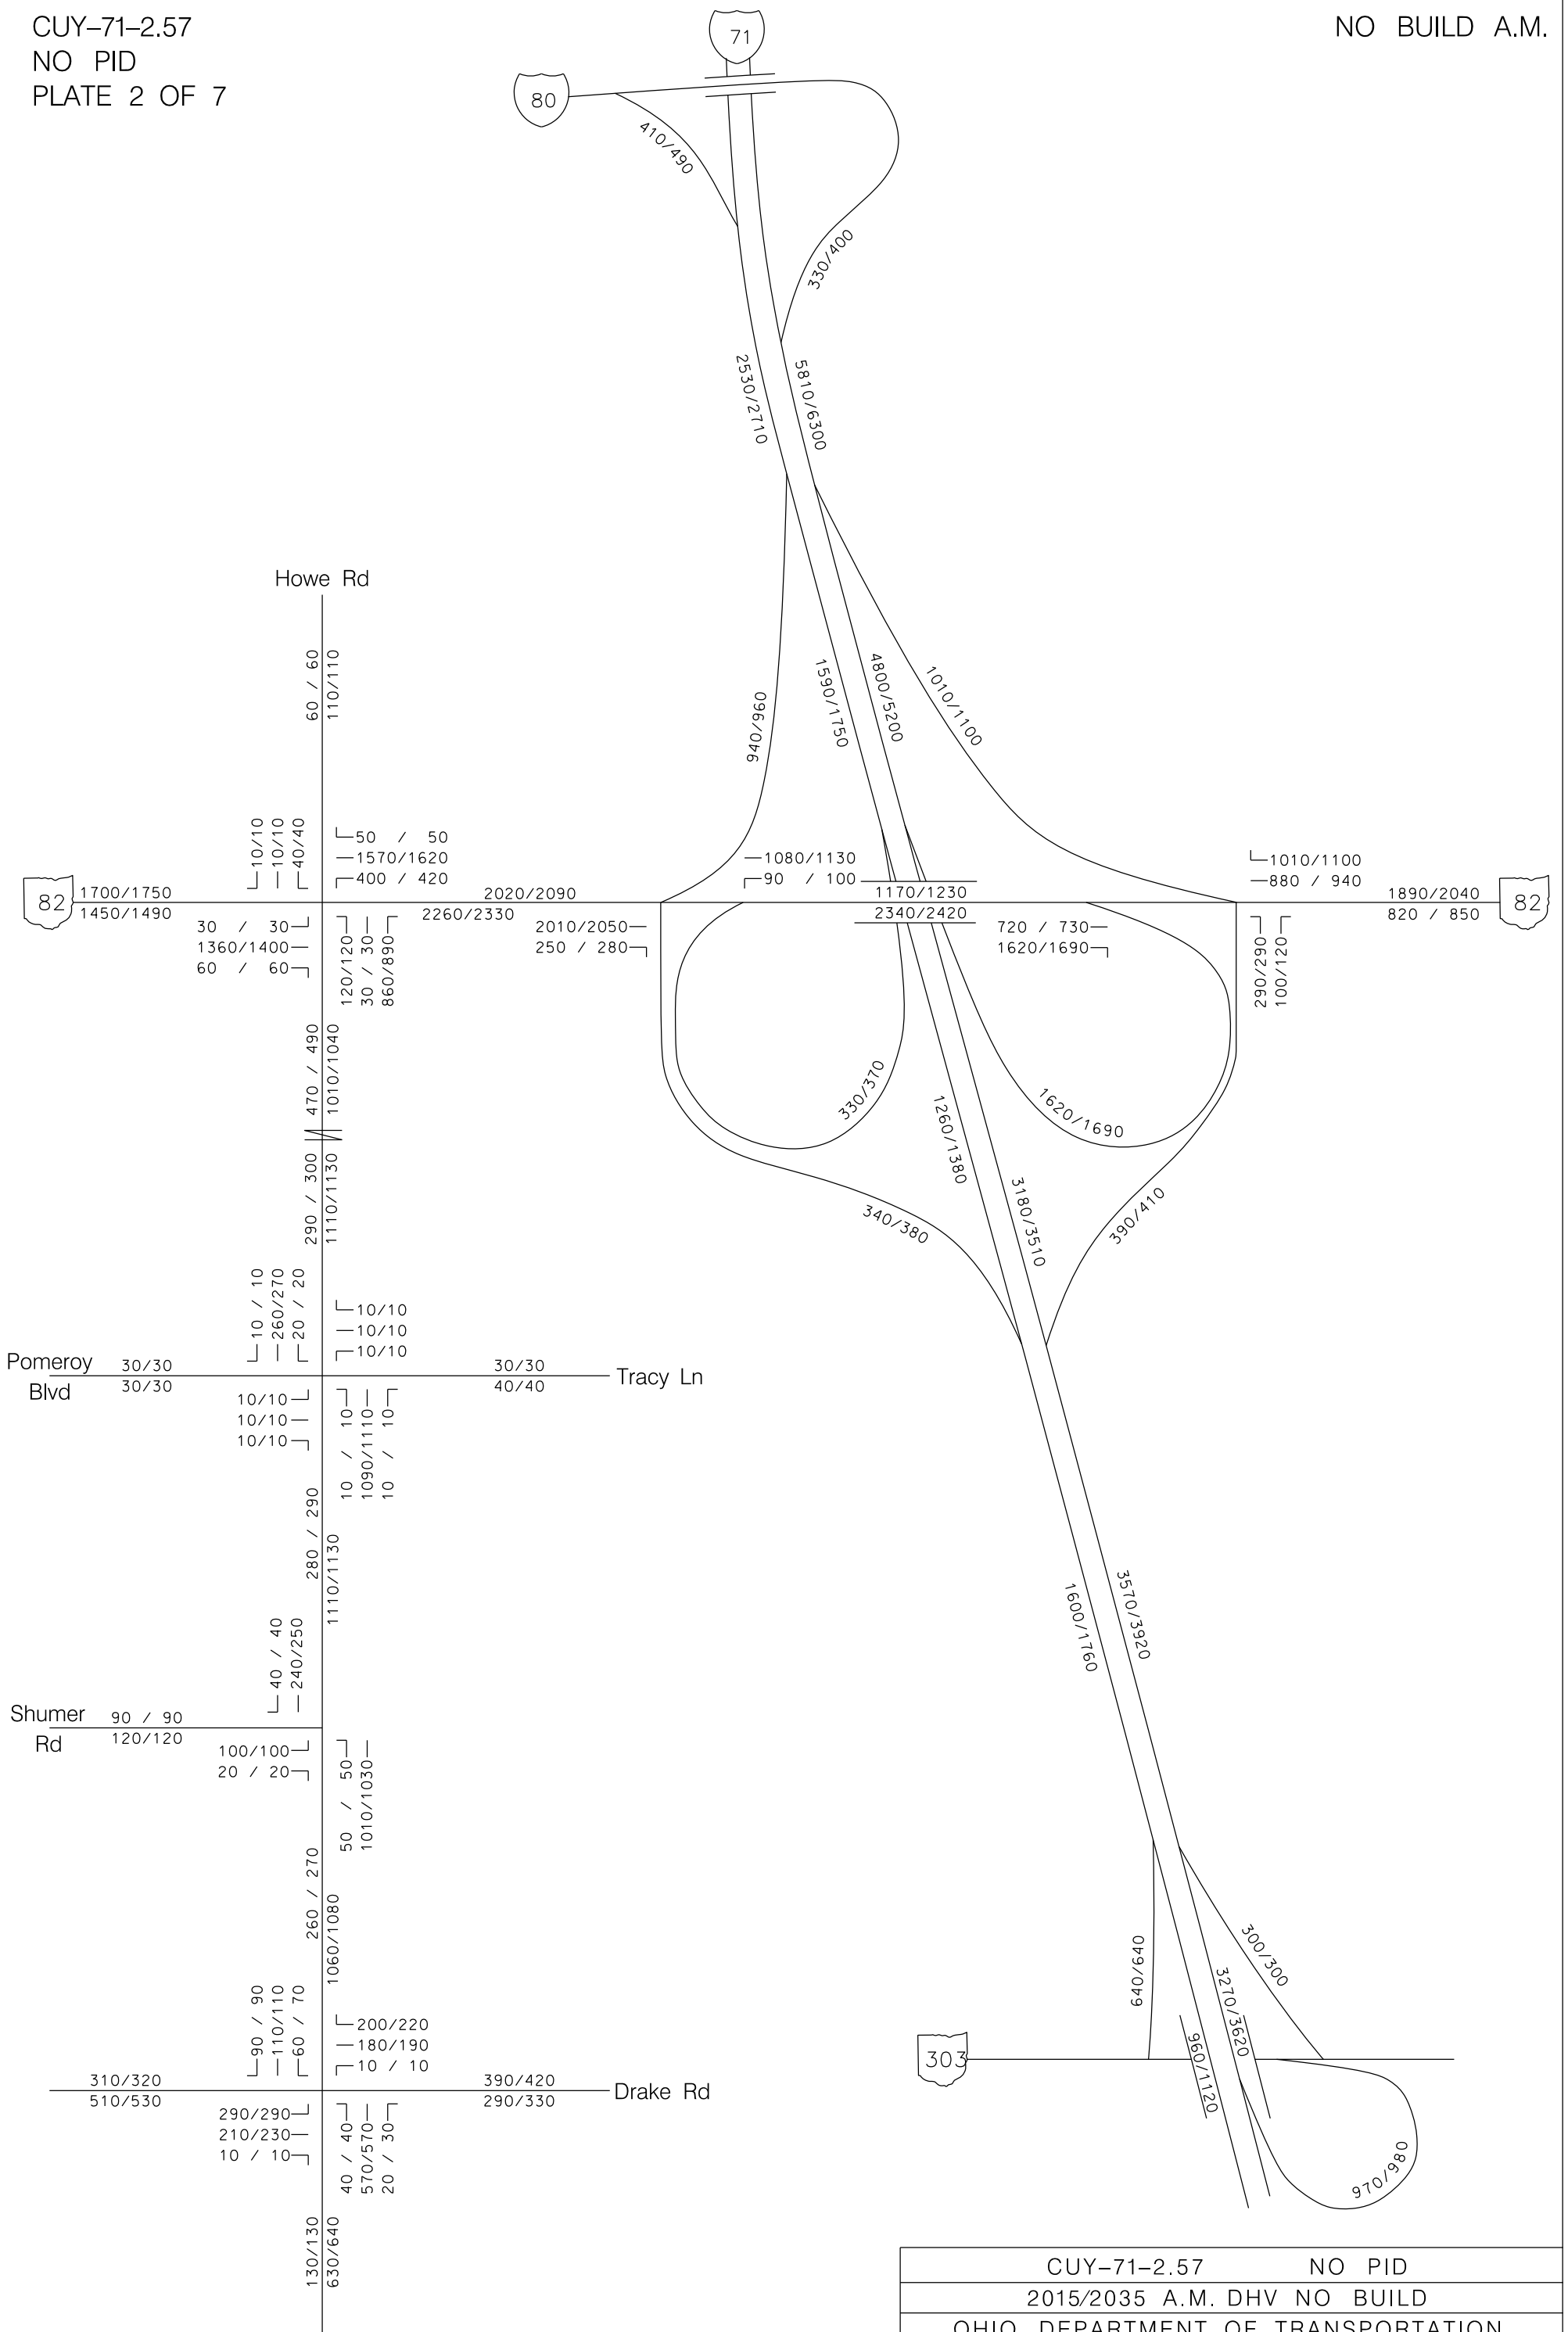 CUY-71-2.57
NO PID
PLATE 2 OF 7
NO BUILD A.M.
71
80
410/490
330/400
2530/2710
5810/6300
Howe Rd
60 / 60
110/110
940/960
1590/1750
4800/5200
1010/1100
10/10
10/10
40/40
50 / 50
1570/1620
400 / 420
1080/1130
90 / 100
1010/1100
880 / 940
82
1700/1750
1450/1490
2020/2090
2260/2330
1170/1230
2340/2420
1890/2040
820 / 850
82
30 / 30
1360/1400
60 / 60
120/120
30 / 30
860/890
2010/2050
250 / 280
720 / 730
1620/1690
290/290
100/120
470 / 490
1010/1040
330/370
1260/1380
1620/1690
290 / 300
1110/1130
340/380
3180/3510
390/410
10 / 10
260/270
20 / 20
10/10
10/10
10/10
Pomeroy
Blvd
30/30
30/30
30/30
40/40
Tracy Ln
10/10
10/10
10/10
10 / 10
1090/1110
10 / 10
280 / 290
1110/1130
1600/1760
3570/3920
40 / 40
240/250
Shumer
Rd
90 / 90
120/120
100/100
20 / 20
50 / 50
1010/1030
260 / 270
1060/1080
640/640
300/300
90 / 90
110/110
60 / 70
200/220
180/190
10 / 10
303
960/1120
3270/3620
310/320
510/530
390/420
290/330
Drake Rd
290/290
210/230
10 / 10
40 / 40
570/570
20 / 30
970/980
130/130
630/640
CUY-71-2.57 NO PID
2015/2035 A.M. DHV NO BUILD
OHIO DEPARTMENT OF TRANSPORTATION